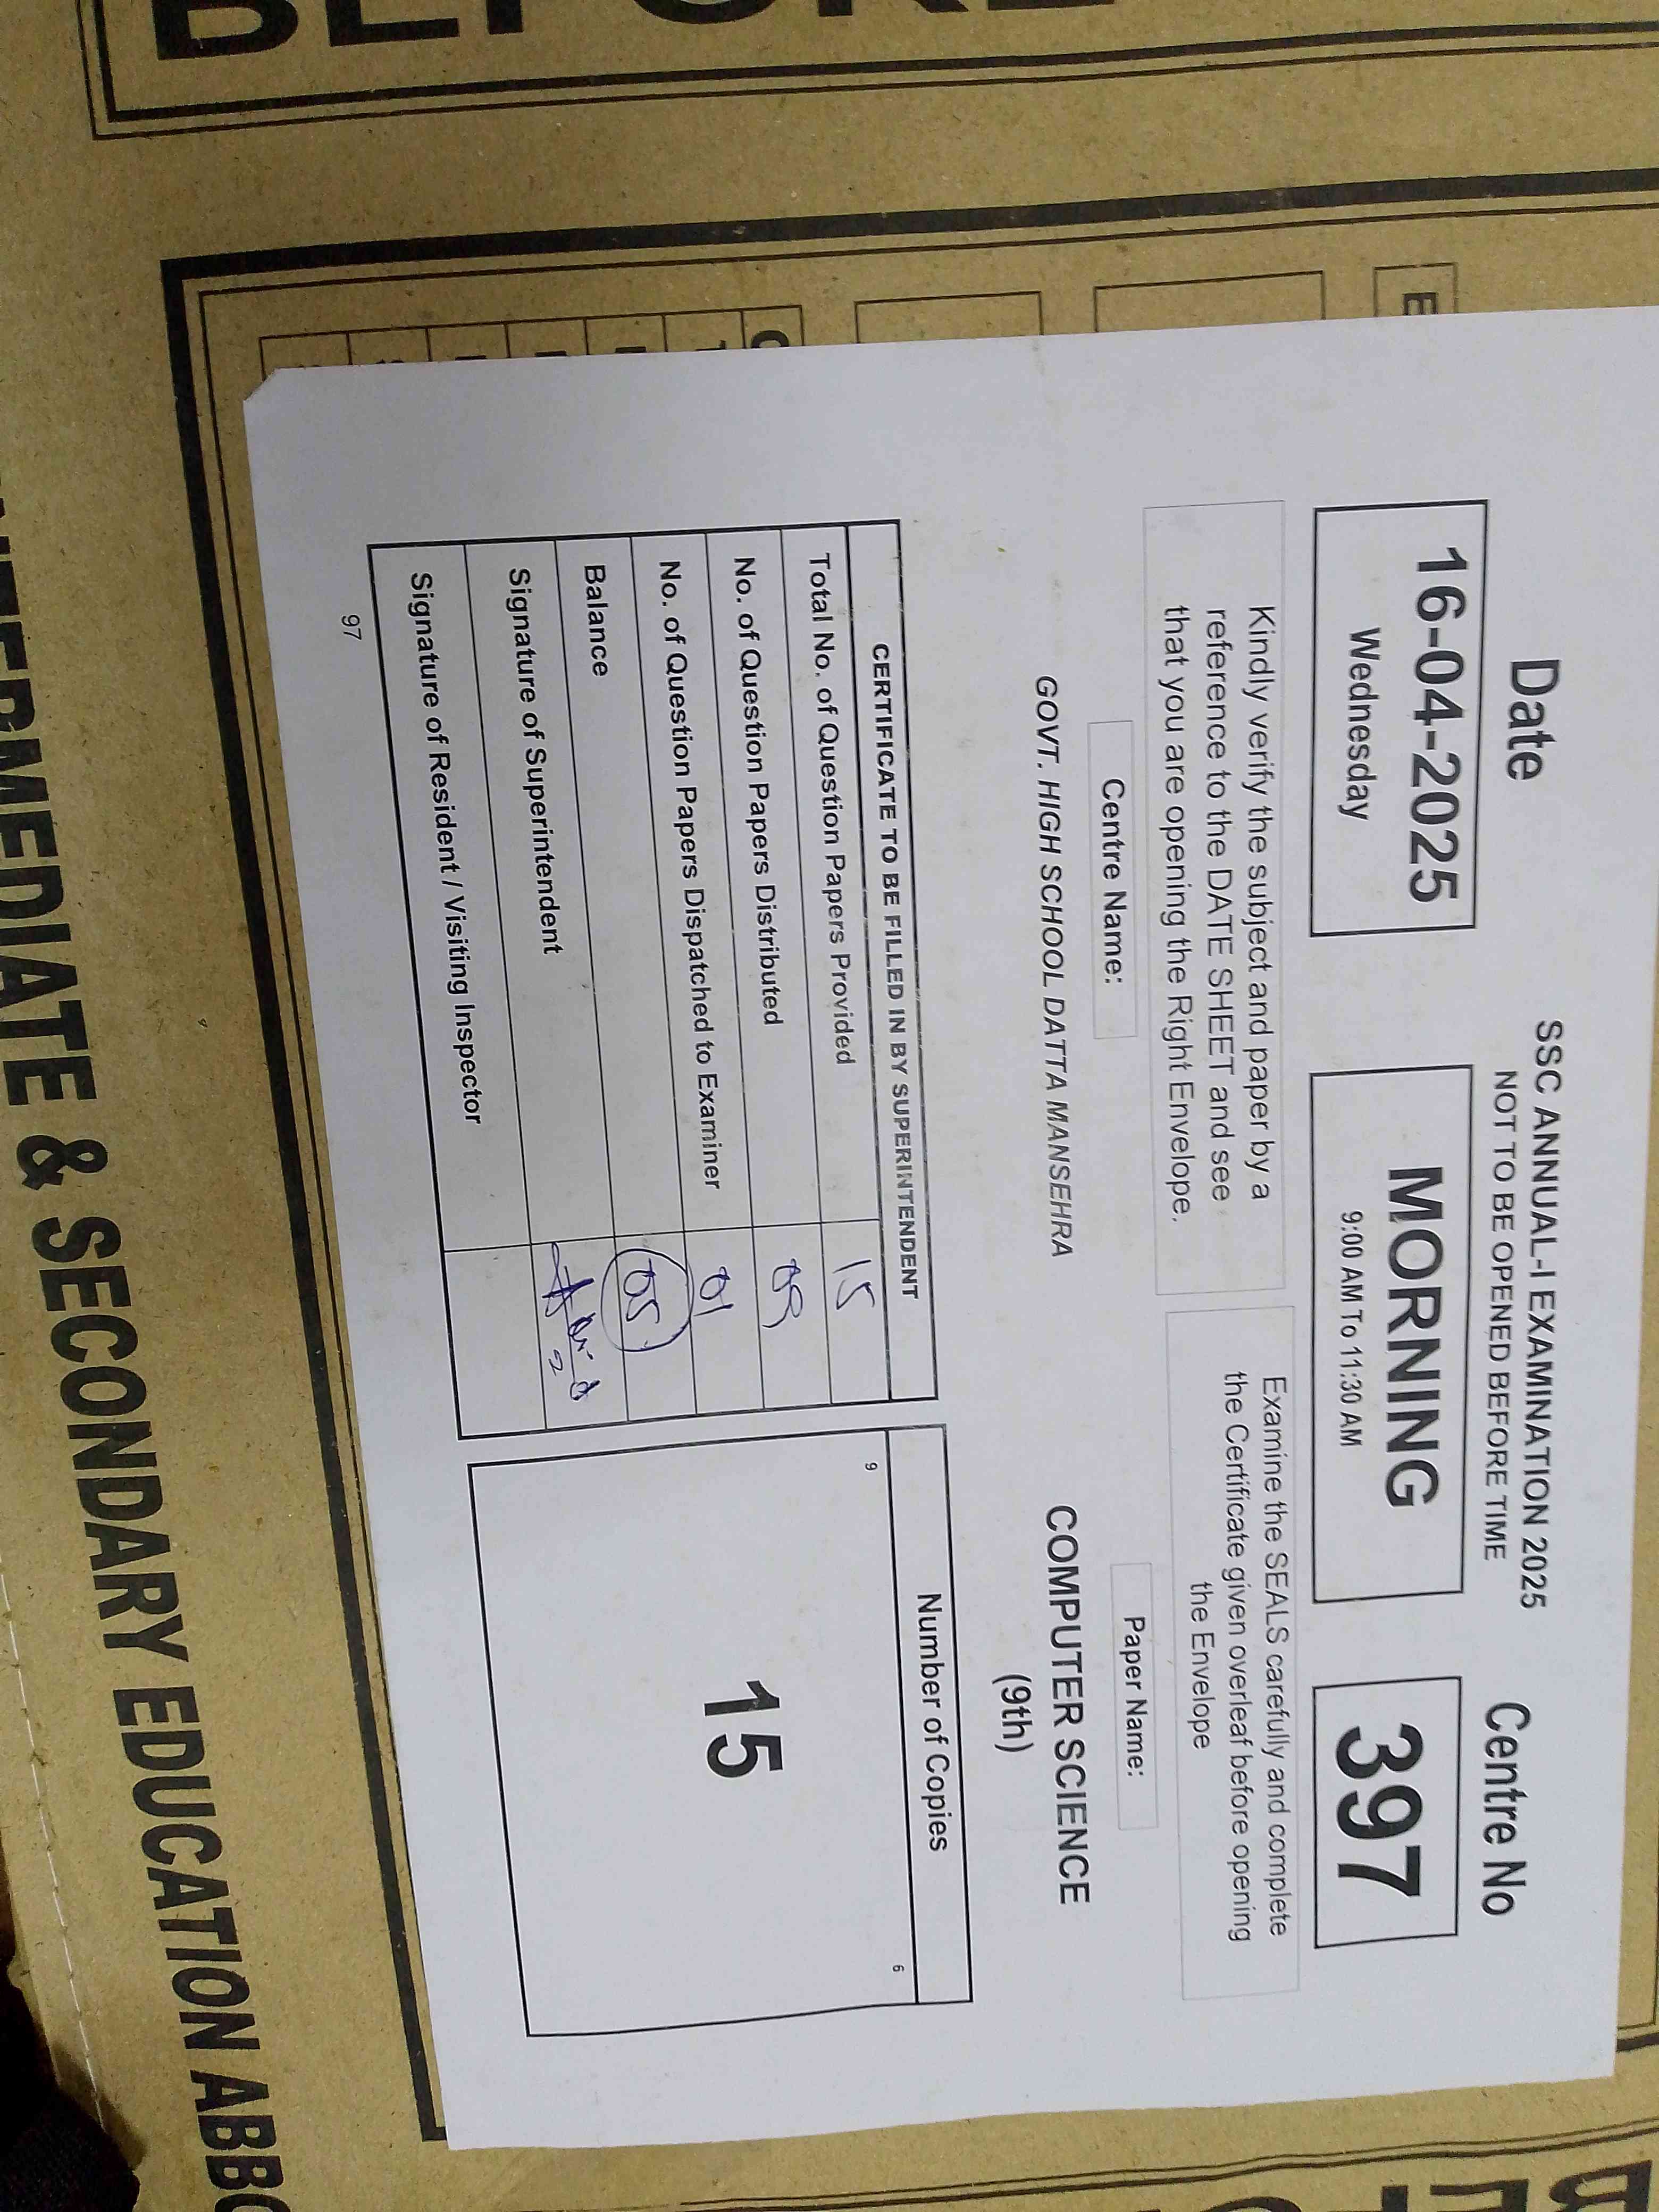 BEFORE
Date
SSC ANNUAL-I EXAMINATION 2025
NOT TO BE OPENED BEFORE TIME
Centre No
16-04-2025
Wednesday
MORNING
9:00 AM To 11:30 AM
397
Kindly verify the subject and paper by a
reference to the DATE SHEET and see
that you are opening the Right Envelope.
Examine the SEALS carefully and complete
the Certificate given overleaf before opening
the Envelope
Centre Name:
Paper Name:
GOVT. HIGH SCHOOL DATTA MANSEHRA
COMPUTER SCIENCE
(9th)
CERTIFICATE TO BE FILLED IN BY SUPERINTENDENT
Total No. of Question Papers Provided 15
No. of Question Papers Distributed 09
No. of Question Papers Dispatched to Examiner 01
Balance 05
Signature of Superintendent
Signature of Resident / Visiting Inspector
Number of Copies
9 6
15
97
INTERMEDIATE & SECONDARY EDUCATION ABBO